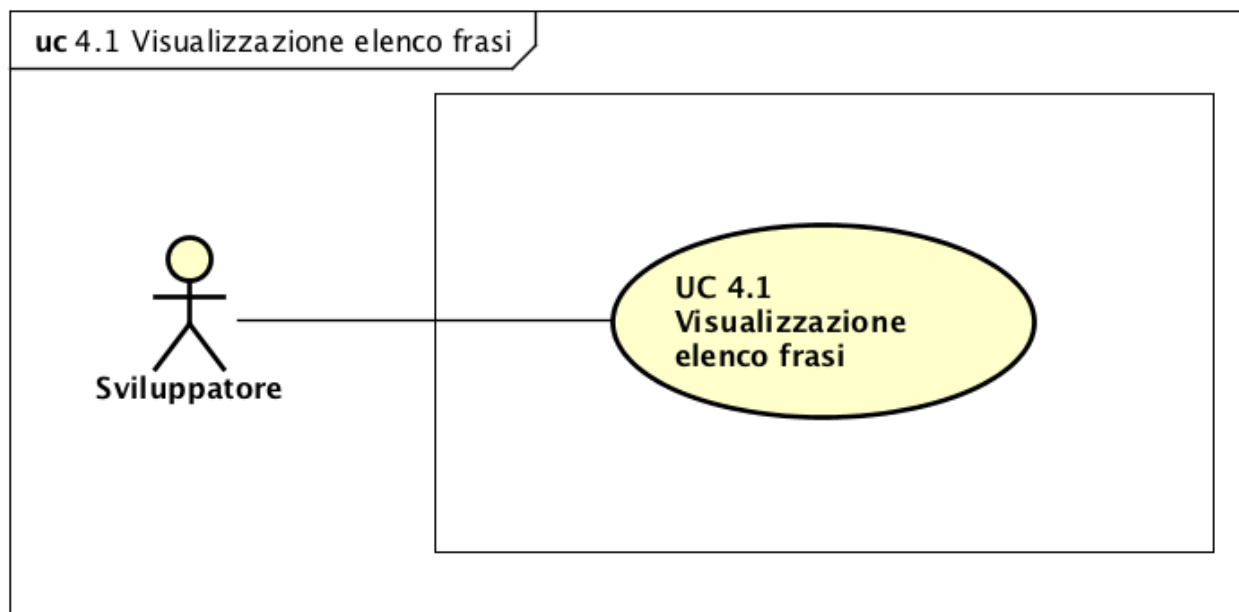 uc 4.1 Visualizzazione elenco frasi
UC 4.1
Visualizzazione
elenco frasi
Sviluppatore